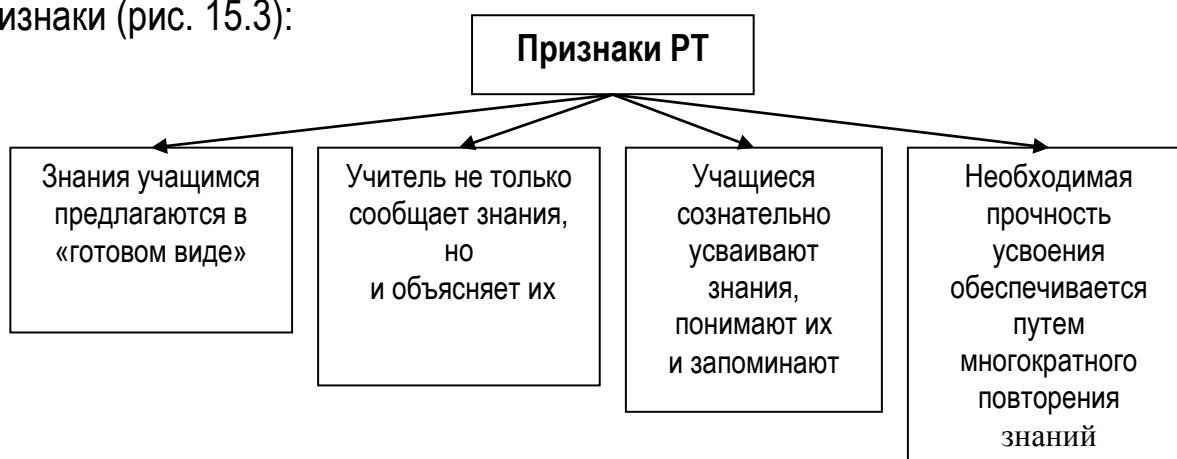 изнаки (рис. 15.3):
Признаки РТ
Знания учащимся
предлагаются в
«готовом виде»
Учитель не только
сообщает знания,
но
и объясняет их
Учащиеся
сознательно
усваивают
знания,
понимают их
и запоминают
Необходимая
прочность
усвоения
обеспечивается
путем
многократного
повторения
знаний